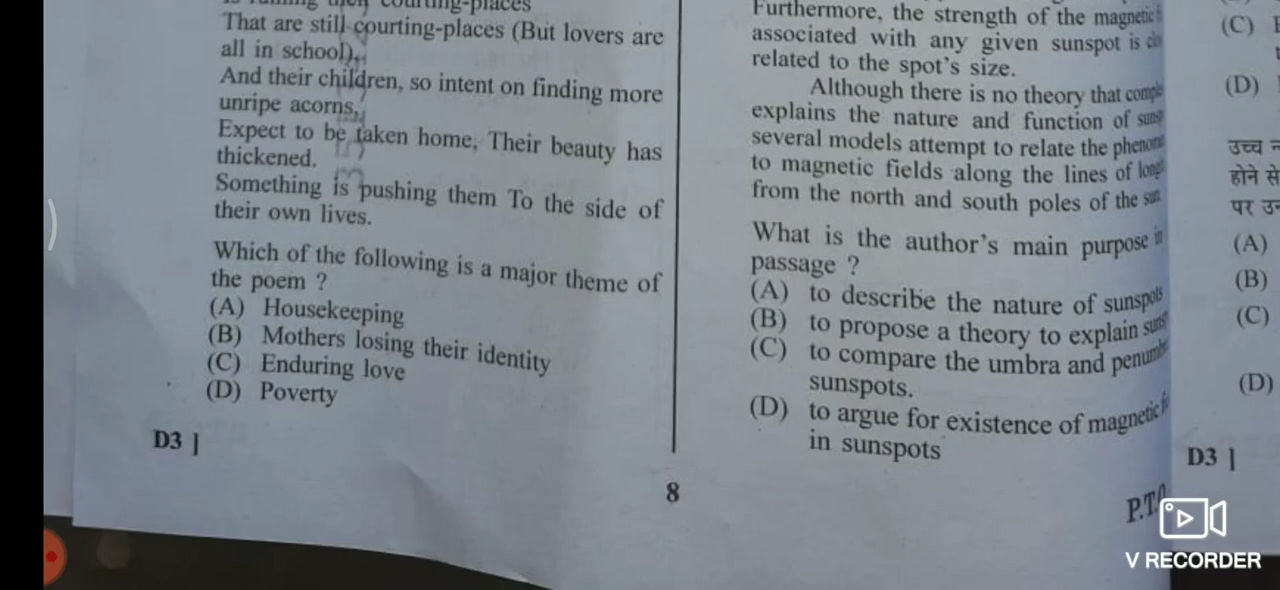 courting-places
That are still courting-places (But lovers are
all in school).
And their children, so intent on finding more
unripe acorns,
Expect to be taken home, Their beauty has
thickened.
Something is pushing them To the side of
their own lives.
Which of the following is a major theme of
the poem ?
(A) Housekeeping
(B) Mothers losing their identity
(C) Enduring love
(D) Poverty
D3 ]
8
Furthermore, the strength of the magnetic
associated with any given sunspot is
related to the spot's size.
Although there is no theory that
explains the nature and function of
several models attempt to relate the
to magnetic fields along the lines of
from the north and south poles of the sun
What is the author's main purpose in
passage ?
(A) to describe the nature of sunspots
(B) to propose a theory to explain
(C) to compare the umbra and
sunspots.
(D) to argue for existence of magnetic
in sunspots
(C)
(D)
उच्च
होने से
पर
(A)
(B)
(C)
(D)
D3 ]
P.T.
V RECORDER